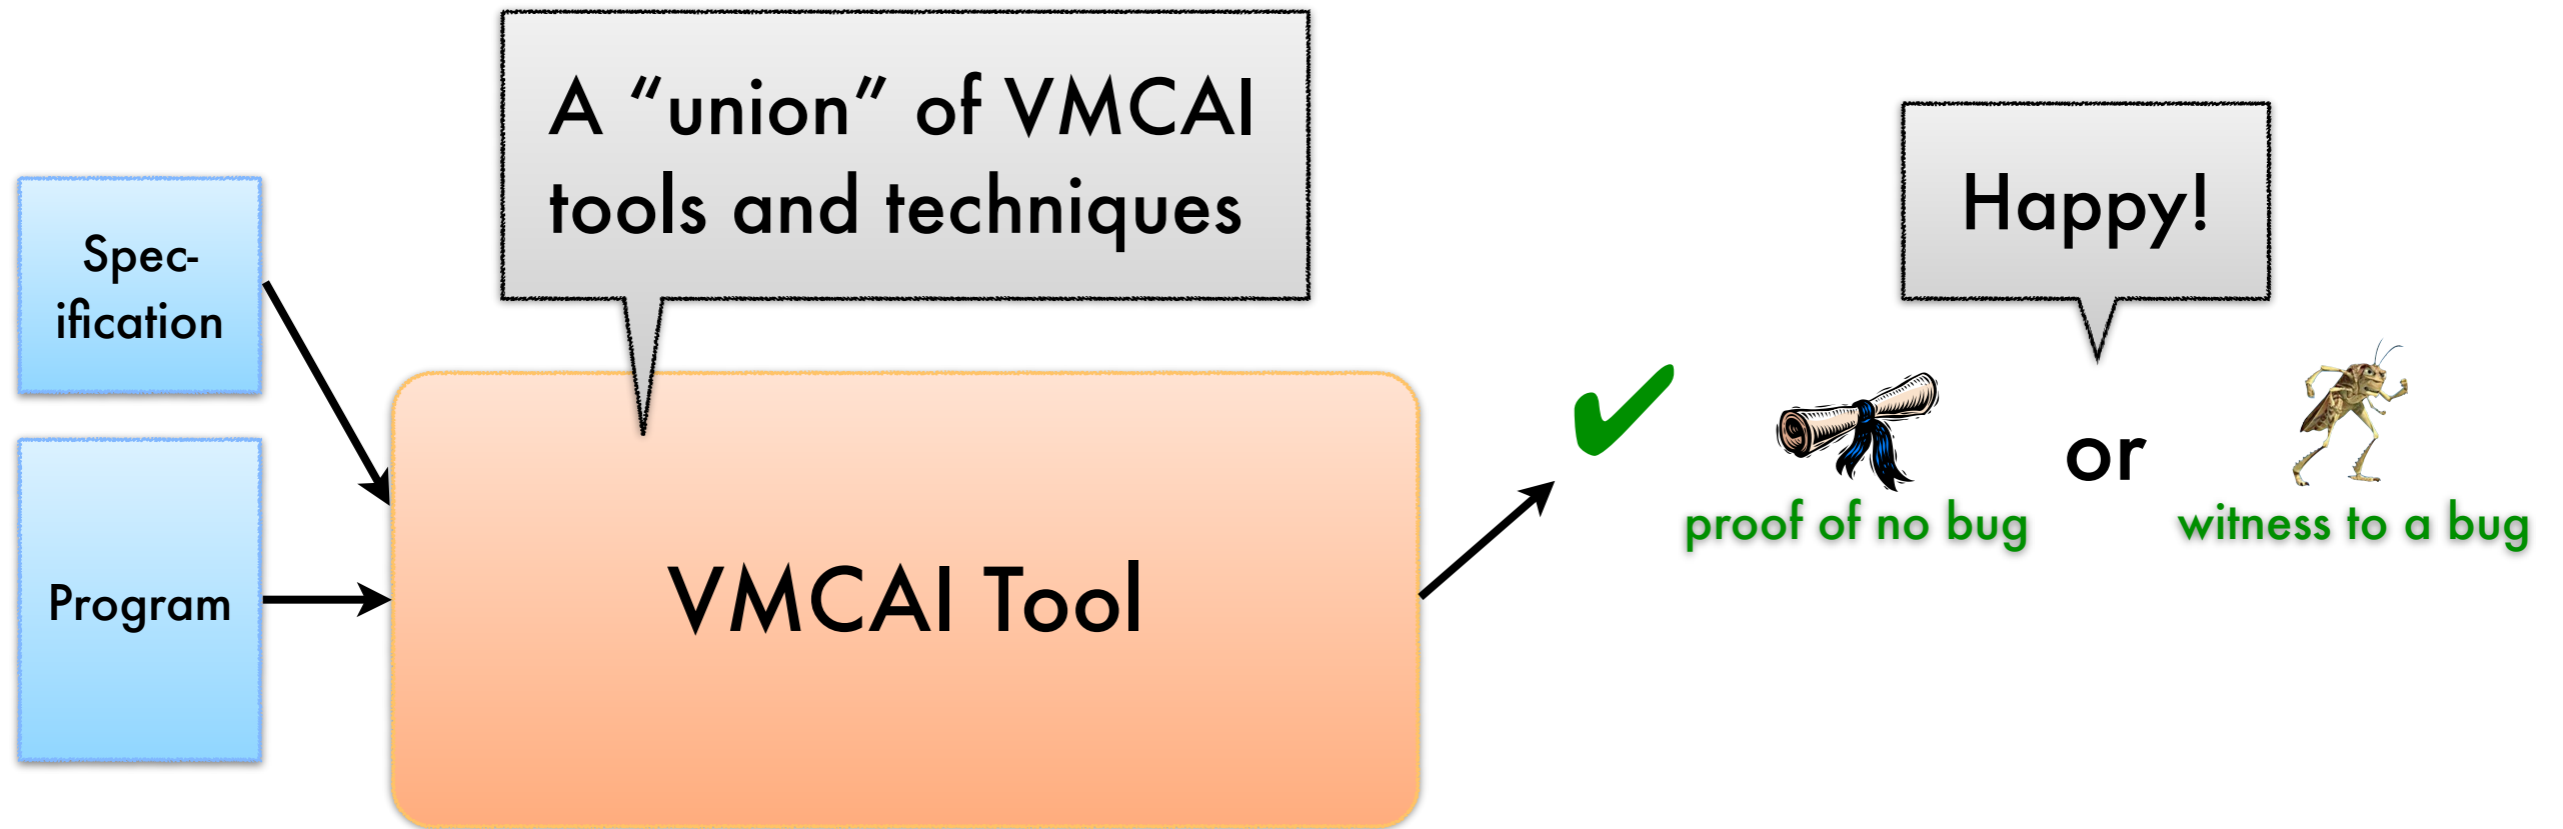 A “union” of VMCAI
tools and techniques
Happy!
Spec-
ification
Program
VMCAI Tool
or
proof of no bug
witness to a bug